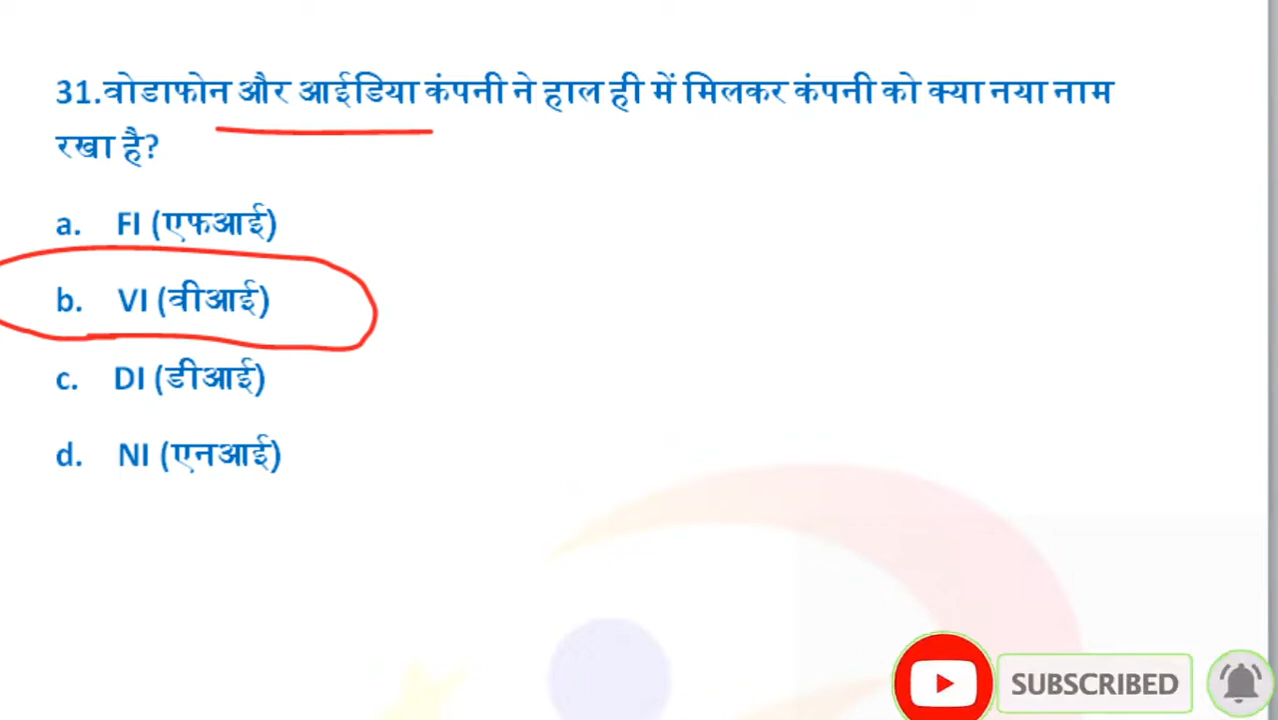 31.वोडाफोन और आईडिया कंपनी ने हाल ही में मिलकर कंपनी को क्या नया नाम
रखा है?
a. FI (एफआई)
b. VI (वीआई)
c. DI (डीआई)
d. NI (एनआई)
SUBSCRIBED